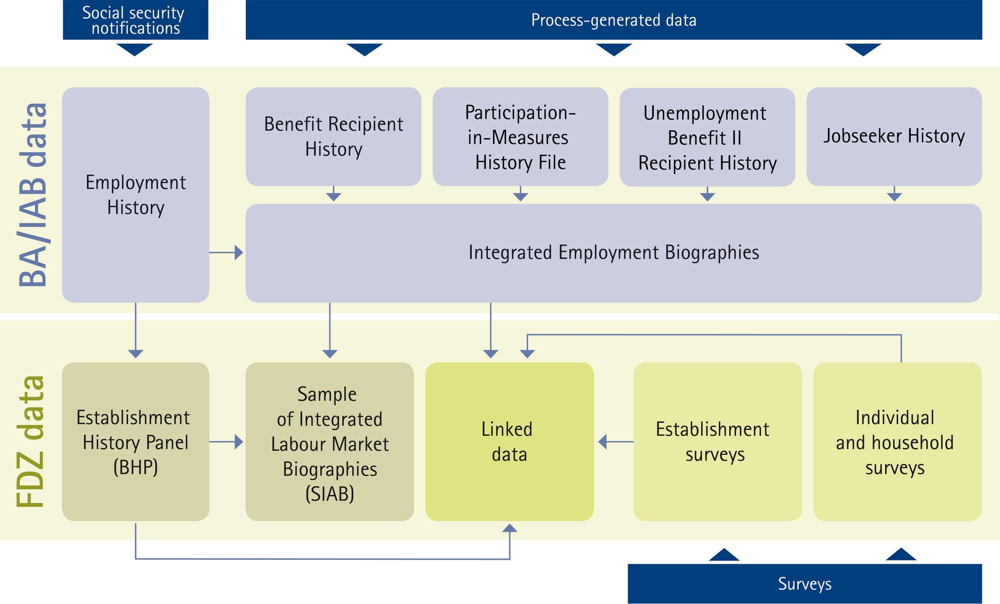 Social security
notifications
Process-generated data
BA/IAB data
Employment
History
Benefit Recipient
History
Participation-
in-Measures
History File
Unemployment
Benefit II
Recipient History
Jobseeker History
Integrated Employment Biographies
FDZ data
Establishment
History Panel
(BHP)
Sample
of Integrated
Labour Market
Biographies
(SIAB)
Linked
data
Establishment
surveys
Individual
and household
surveys
Surveys